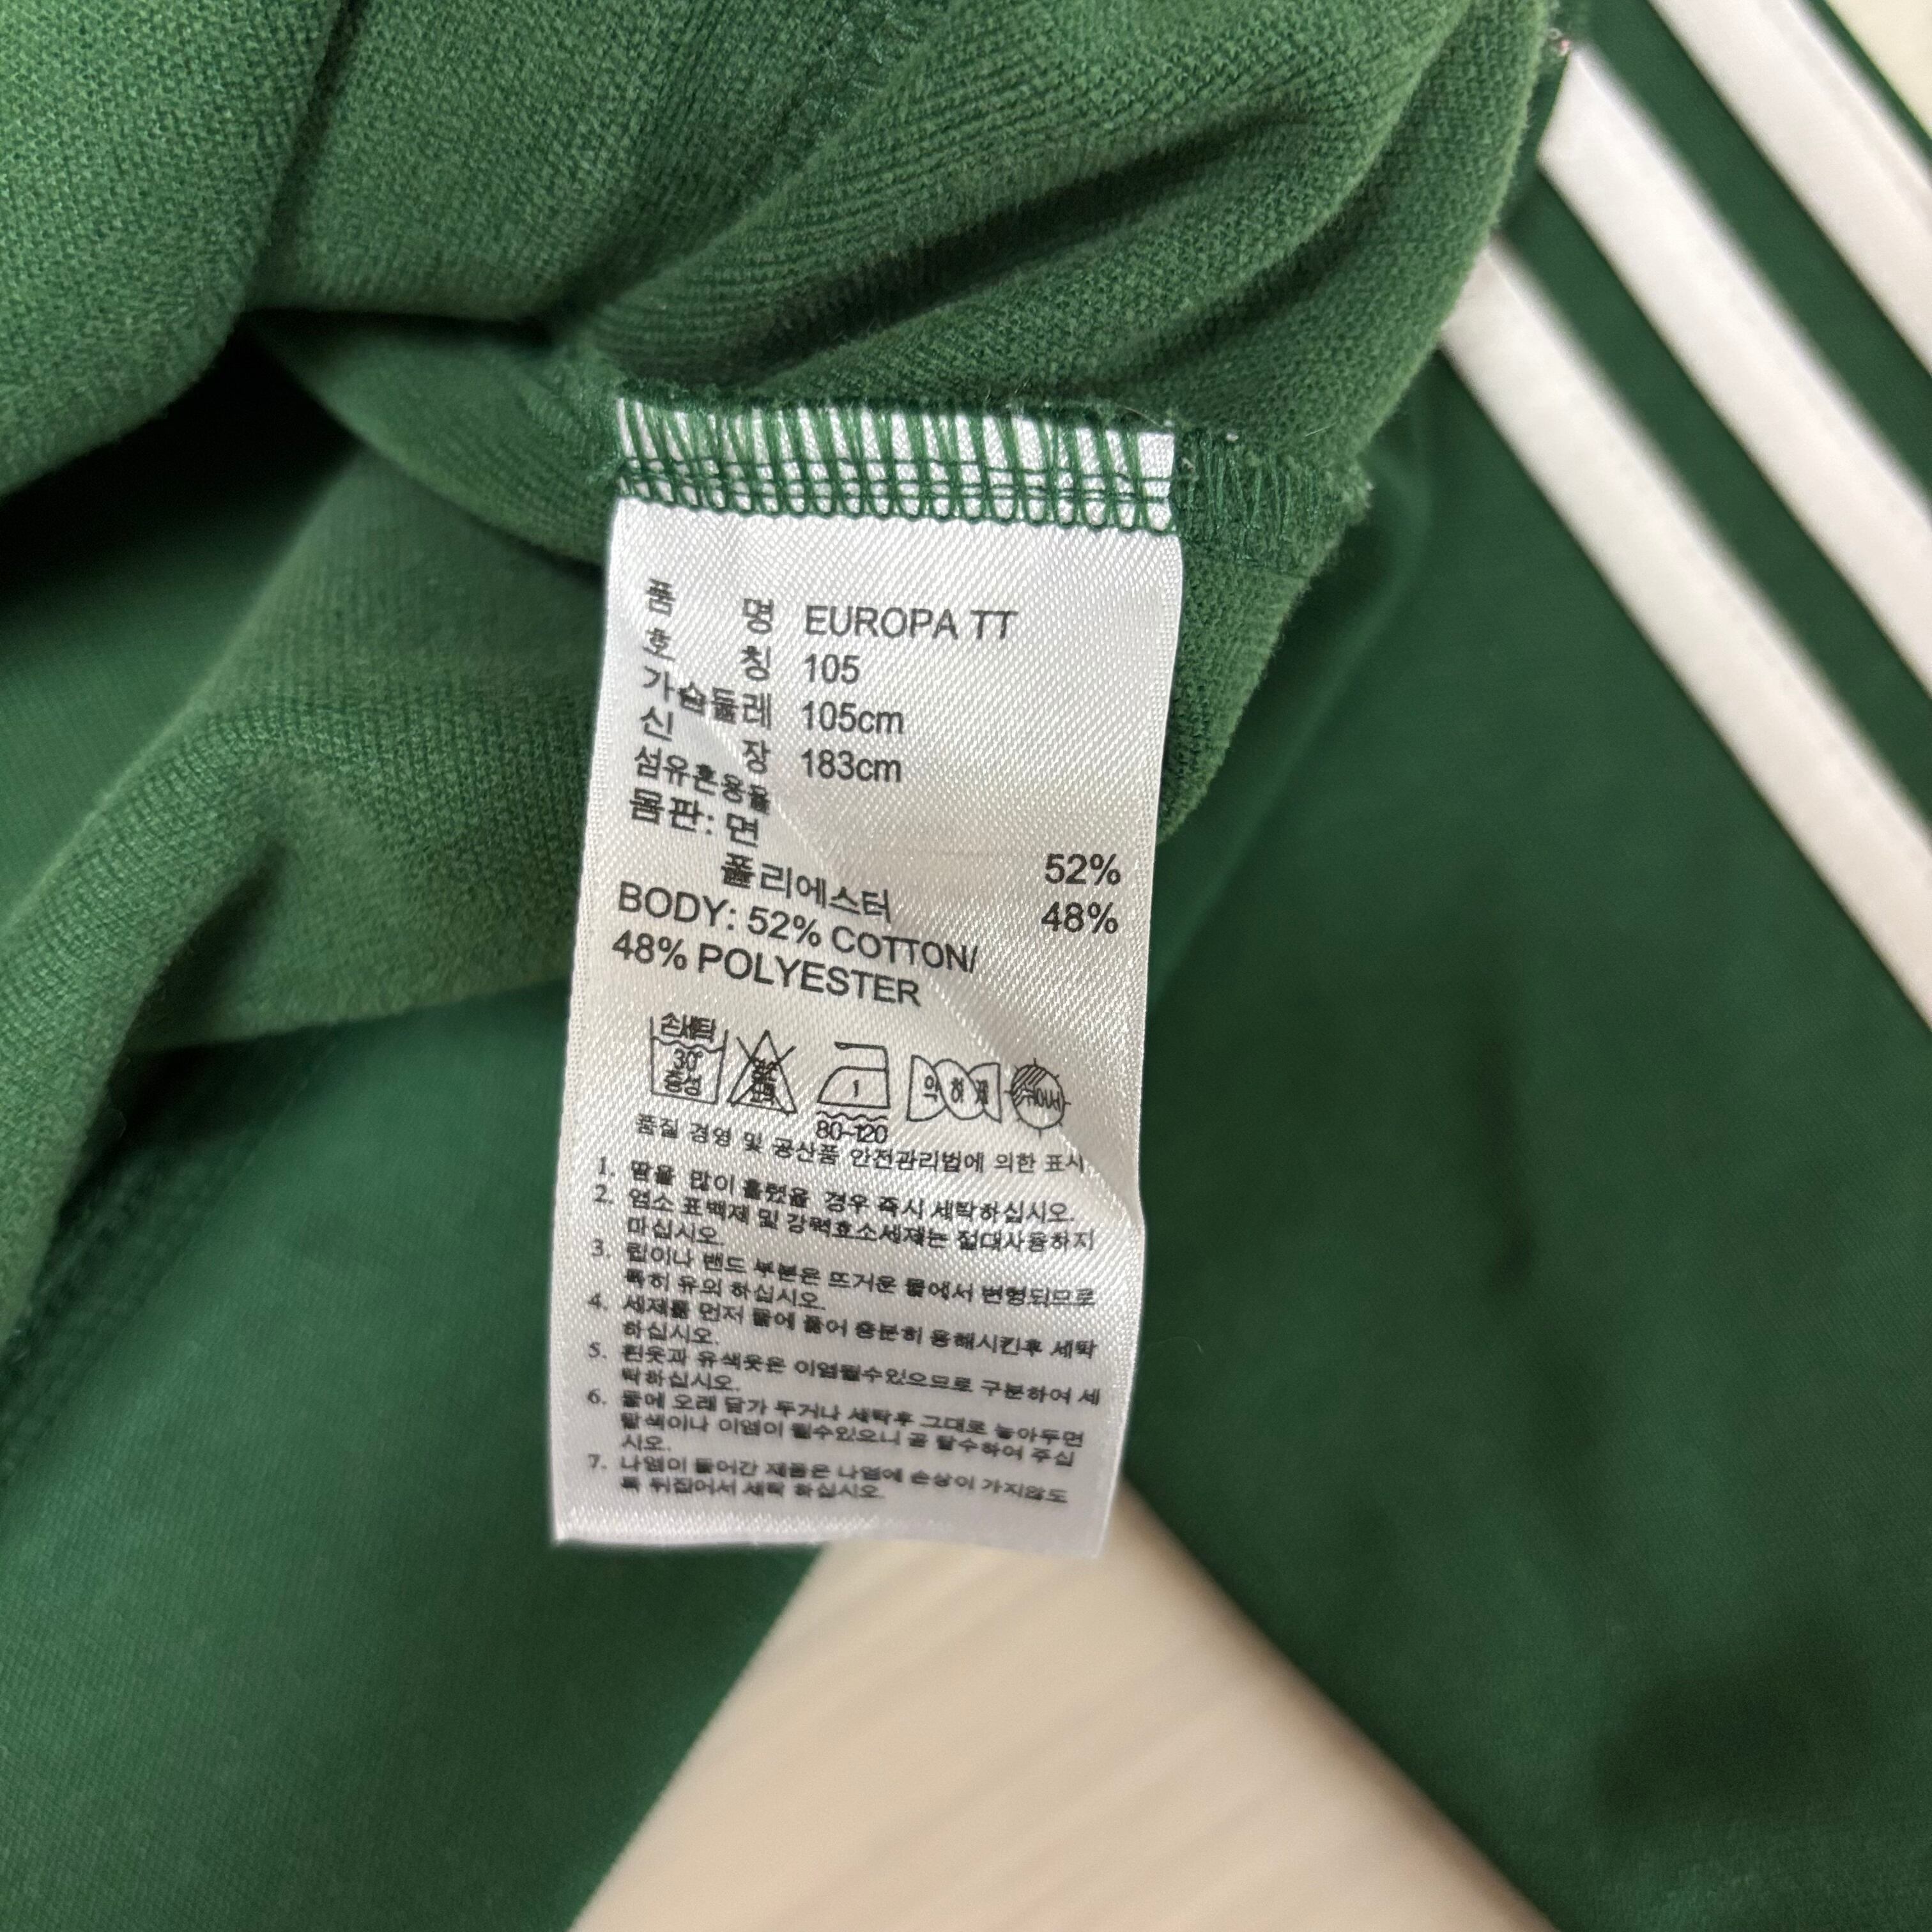 품 명 EUROPA TT
호 칭 105
가슴둘레 105cm
신 장 183cm
섬유혼용율
몸판: 면 52%
폴리에스터 48%
BODY: 52% COTTON/
48% POLYESTER
손세탁
30°
중성
1
80~120
약 하 게
뉘어서
품질 경영 및 공산품 안전관리법에 의한 표시
1. 땀을 많이 흘렸을 경우 즉시 세탁하십시오.
2. 염소 표백제 및 강력효소세제는 절대사용하지
마십시오.
3. 립이나 밴드 부분은 뜨거운 물에서 변형되므로
특히 유의 하십시오.
4. 세제를 먼저 물에 풀어 충분히 용해시킨후 세탁
하십시오.
5. 흰옷과 유색옷은 이염될수있으므로 구분하여 세
탁하십시오.
6. 물에 오래 담가 두거나 세탁후 그대로 놓아두면
탈색이나 이염이 될수있으니 곧 탈수하여 주십
시오.
7. 나염이 들어간 제품은 나염에 손상이 가지않도
록 뒤집어서 세탁 하십시오.